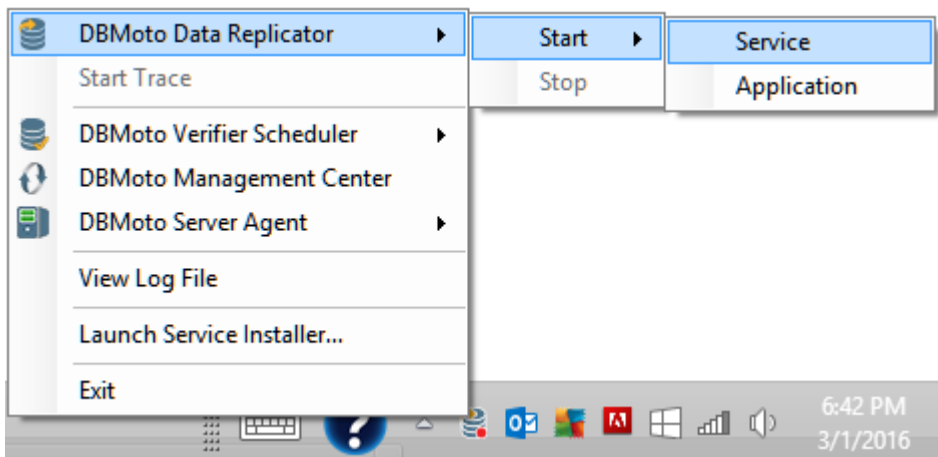 DBMoto Data Replicator
Start Trace
DBMoto Verifier Scheduler
DBMoto Management Center
DBMoto Server Agent
View Log File
Launch Service Installer...
Exit
Start
Stop
Service
Application
6:42 PM
3/1/2016